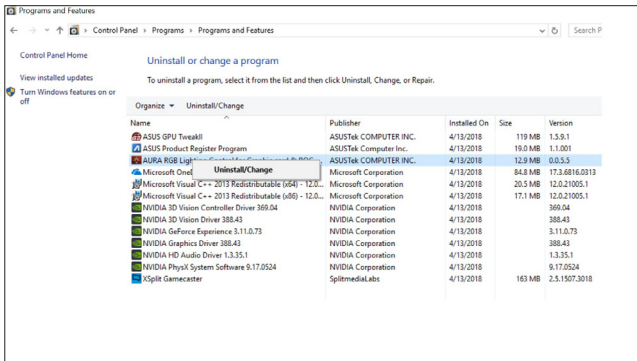 Programs and Features
Control Panel > Programs > Programs and Features
Search P
Control Panel Home
View installed updates
Turn Windows features on or off
Uninstall or change a program
To uninstall a program, select it from the list and then click Uninstall, Change, or Repair.
Organize Uninstall/Change
Name Publisher Installed On Size Version
ASUS GPU TweakII ASUSTek COMPUTER INC. 4/13/2018 119 MB 1.5.9.1
ASUS Product Register Program ASUSTek Computer Inc. 4/13/2018 19.0 MB 1.1.001
AURA RGB Lighting Control ASUSTek COMPUTER INC. 4/13/2018 12.9 MB 0.0.5.5
Uninstall/Change
Microsoft One Microsoft Corporation 4/13/2018 84.8 MB 17.3.6816.0313
Microsoft Visual C++ 2013 Redistributable (x64) - 12.0... Microsoft Corporation 4/13/2018 20.5 MB 12.0.21005.1
Microsoft Visual C++ 2013 Redistributable (x86) - 12.0... Microsoft Corporation 4/13/2018 17.1 MB 12.0.21005.1
NVIDIA 3D Vision Controller Driver 369.04 NVIDIA Corporation 4/13/2018 369.04
NVIDIA 3D Vision Driver 388.43 NVIDIA Corporation 4/13/2018 388.43
NVIDIA GeForce Experience 3.11.0.73 NVIDIA Corporation 4/13/2018 3.11.0.73
NVIDIA Graphics Driver 388.43 NVIDIA Corporation 4/13/2018 388.43
NVIDIA HD Audio Driver 1.3.35.1 NVIDIA Corporation 4/13/2018 1.3.35.1
NVIDIA PhysX System Software 9.17.0524 NVIDIA Corporation 4/13/2018 9.17.0524
XSplit Gamecaster SplitmediaLabs 4/13/2018 163 MB 2.5.1507.3018